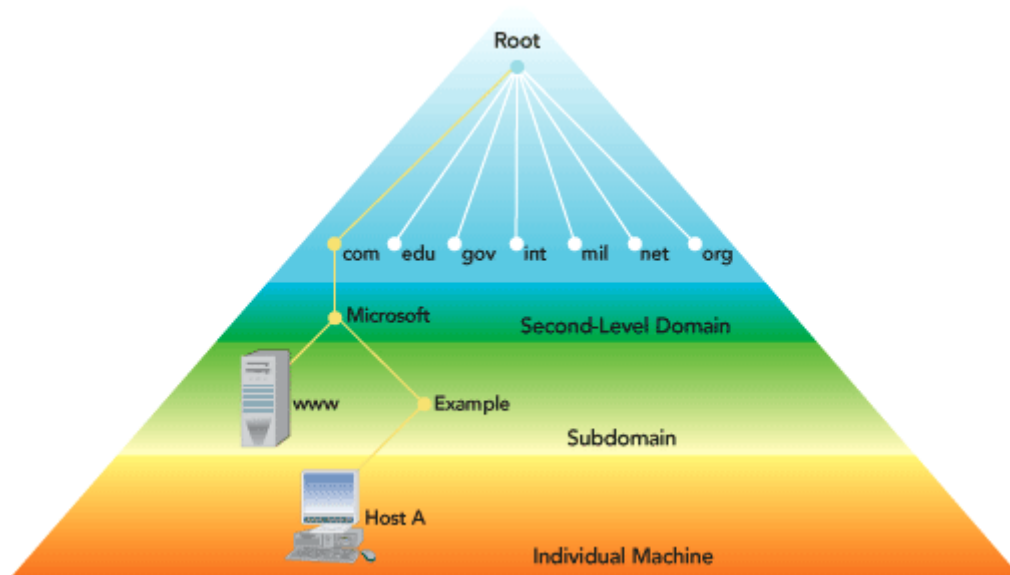 Root
com edu gov int mil net org
Microsoft
Second-Level Domain
www
Example
Subdomain
Host A
Individual Machine